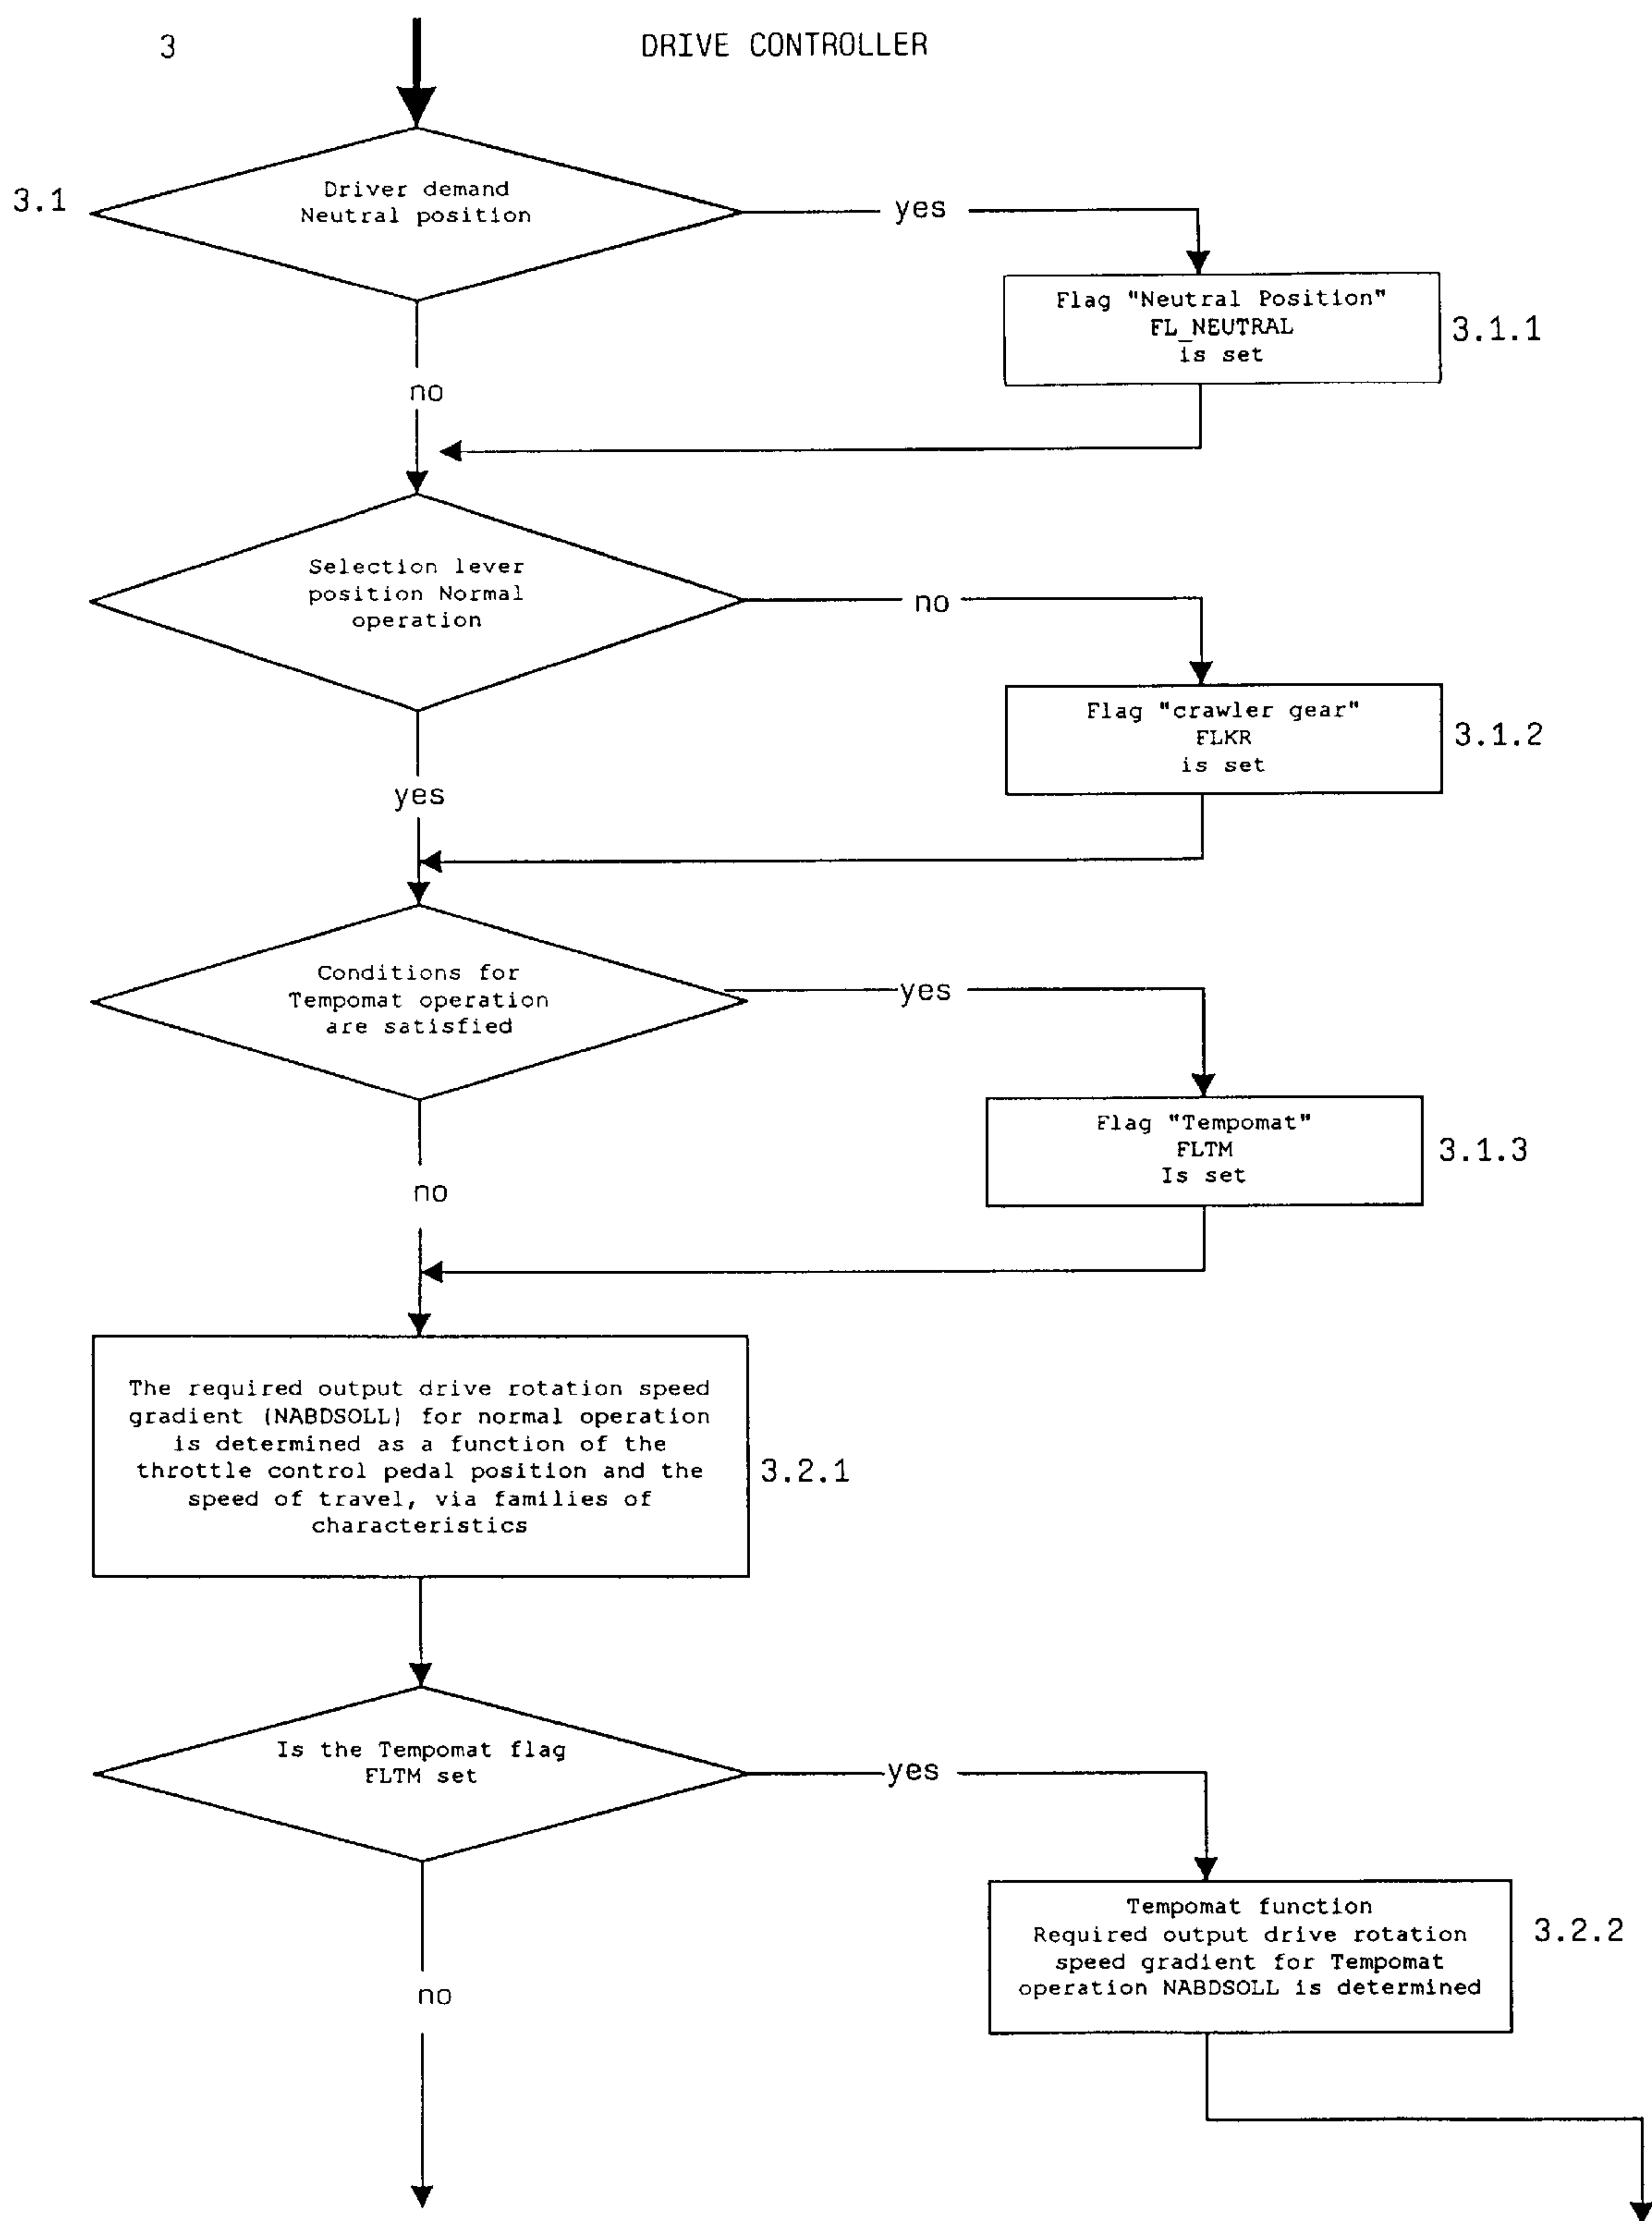 3
DRIVE CONTROLLER
3.1
Driver demand
Neutral position
yes
Flag "Neutral Position"
FL_NEUTRAL
is set
3.1.1
no
Selection lever
position Normal
operation
no
Flag "crawler gear"
FLKR
is set
3.1.2
yes
Conditions for
Tempomat operation
are satisfied
yes
Flag "Tempomat"
FLTM
Is set
3.1.3
no
The required output drive rotation speed
gradient (NABDSOLL) for normal operation
is determined as a function of the
throttle control pedal position and the
speed of travel, via families of
characteristics
3.2.1
Is the Tempomat flag
FLTM set
yes
Tempomat function
Required output drive rotation
speed gradient for Tempomat
operation NABDSOLL is determined
3.2.2
no